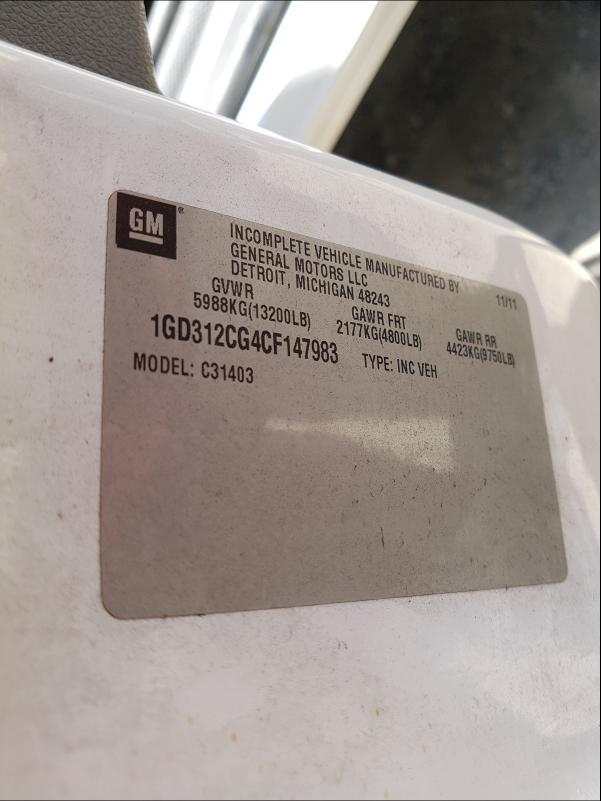 GM
INCOMPLETE VEHICLE MANUFACTURED BY
GENERAL MOTORS LLC
DETROIT, MICHIGAN 48243
11/11
GVWR GAWR FRT GAWR RR
5988KG(13200LB) 2177KG(4800LB) 4423KG(9750LB)
1GD312CG4CF147983 TYPE: INC VEH
MODEL: C31403